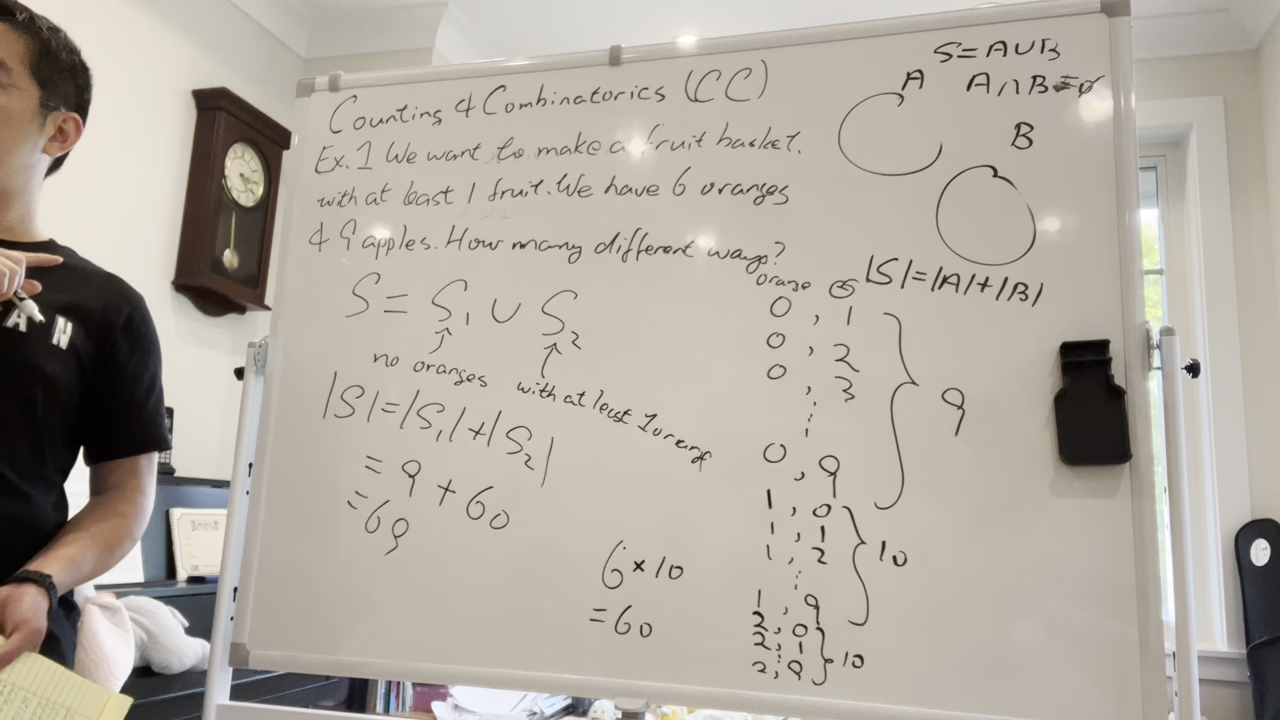 Counting & Combinatorics (CC)
Ex. 1 We want to make a fruit basket.
with at least 1 fruit. We have 6 oranges
& 9 apples. How many different ways?
S = S₁ ∪ S₂
no oranges
with at least 1 orange
|S| = |S₁| + |S₂|
= 9 + 60
= 69
6 × 10
= 60
orange
0, 1
0, 2
0, 3
⋮
0, 9
9
1, 0
1, 1
1, 2
⋮
1, 9
10
2, 0
2, 1
⋮
2, 9
10
S = A ∪ B
A ∩ B = ∅
A
B
|S| = |A| + |B|
A N